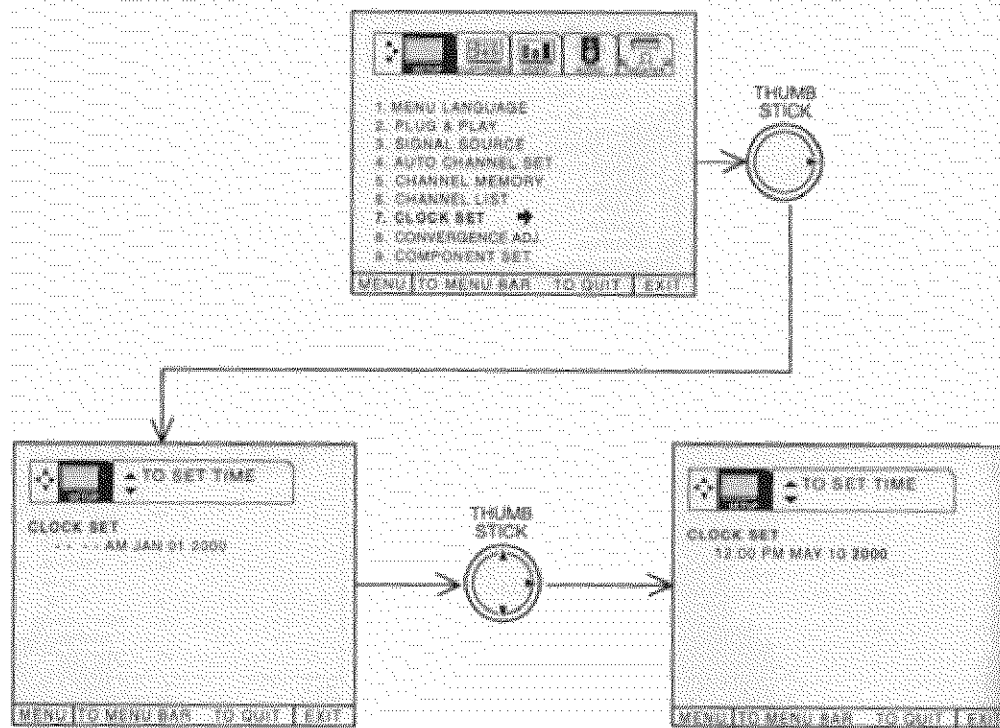 THUMB
STICK
1. MENU LANGUAGE
2. PLUG & PLAY
3. SIGNAL SOURCE
4. AUTO CHANNEL SET
5. CHANNEL MEMORY
6. CHANNEL LIST
7. CLOCK SET
8. CONVERGENCE ADJ.
9. COMPONENT SET
MENU TO MENU BAR TO QUIT EXIT
TO SET TIME
CLOCK SET
- - : - - AM JAN 01 2000
MENU TO MENU BAR TO QUIT EXIT
THUMB
STICK
TO SET TIME
CLOCK SET
12:00 PM MAY 10 2000
MENU TO MENU BAR TO QUIT